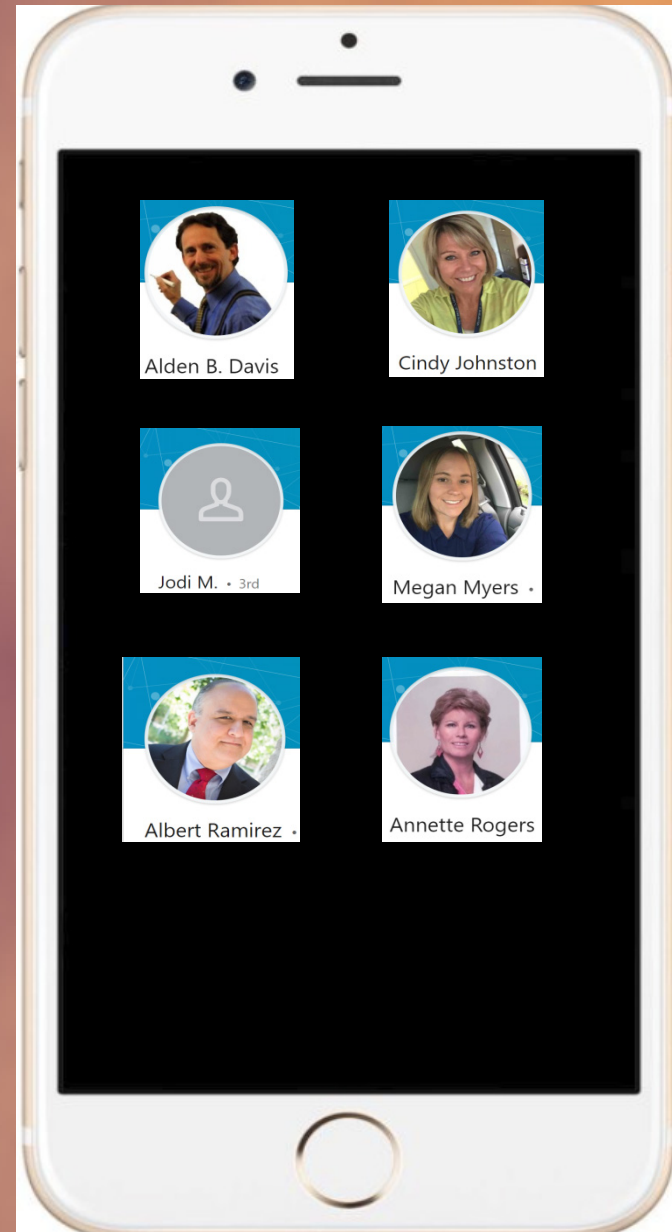 Alden B. Davis
Cindy Johnston
Jodi M. • 3rd
Megan Myers •
Albert Ramirez •
Annette Rogers